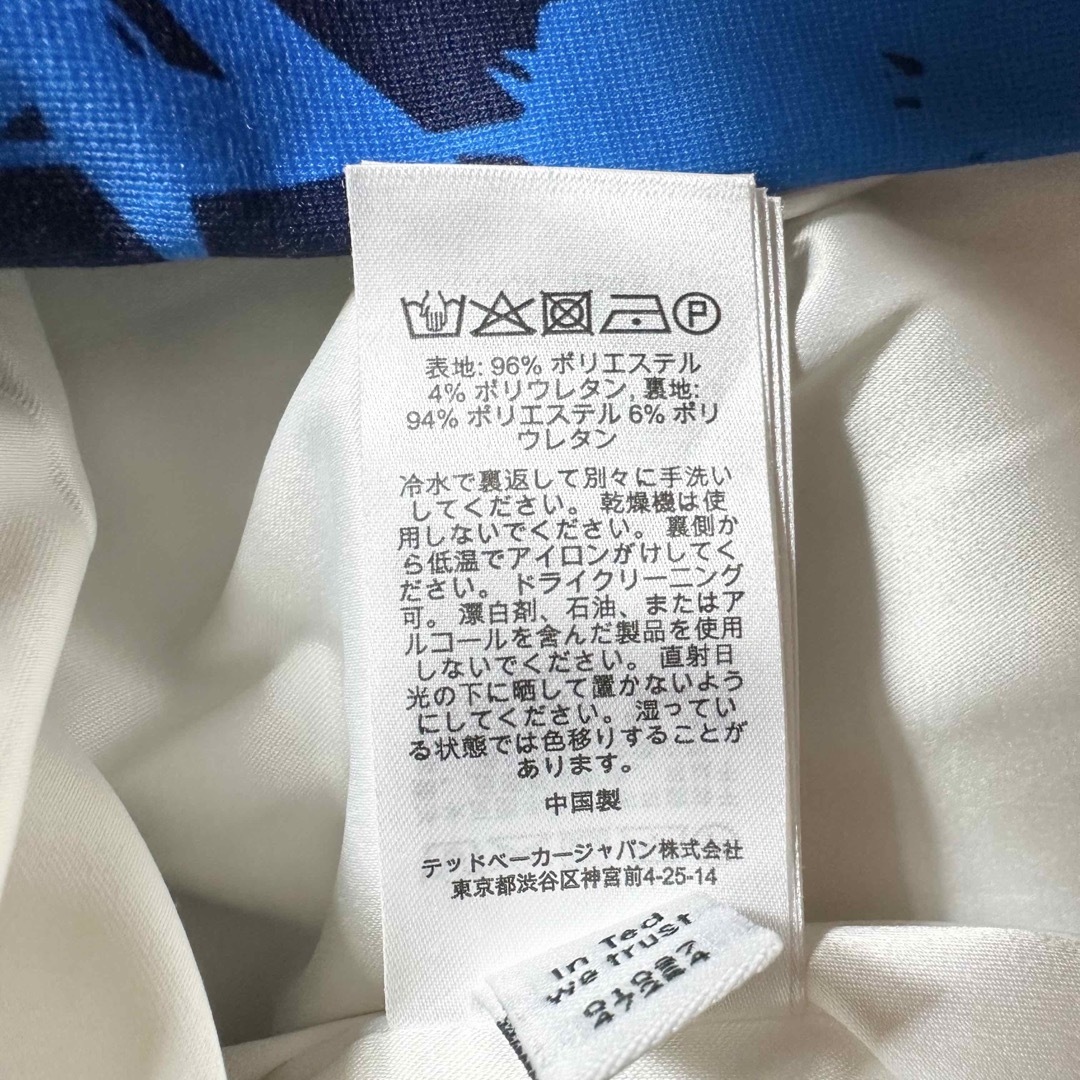 P
表地: 96% ポリエステル
4% ポリウレタン, 裏地:
94% ポリエステル 6% ポリ
ウレタン
冷水で裏返して別々に手洗い
してください。 乾燥機は使
用しないでください。 裏側か
ら低温でアイロンがけしてく
ださい。 ドライクリーニング
可。 漂白剤、石油、またはア
ルコールを含んだ製品を使用
しないでください。 直射日
光の下に晒して置かないよう
にしてください。 湿ってい
る状態では色移りすることが
あります。
中国製
テッドベーカージャパン株式会社
東京都渋谷区神宮前4-25-14
In Ted
we trust